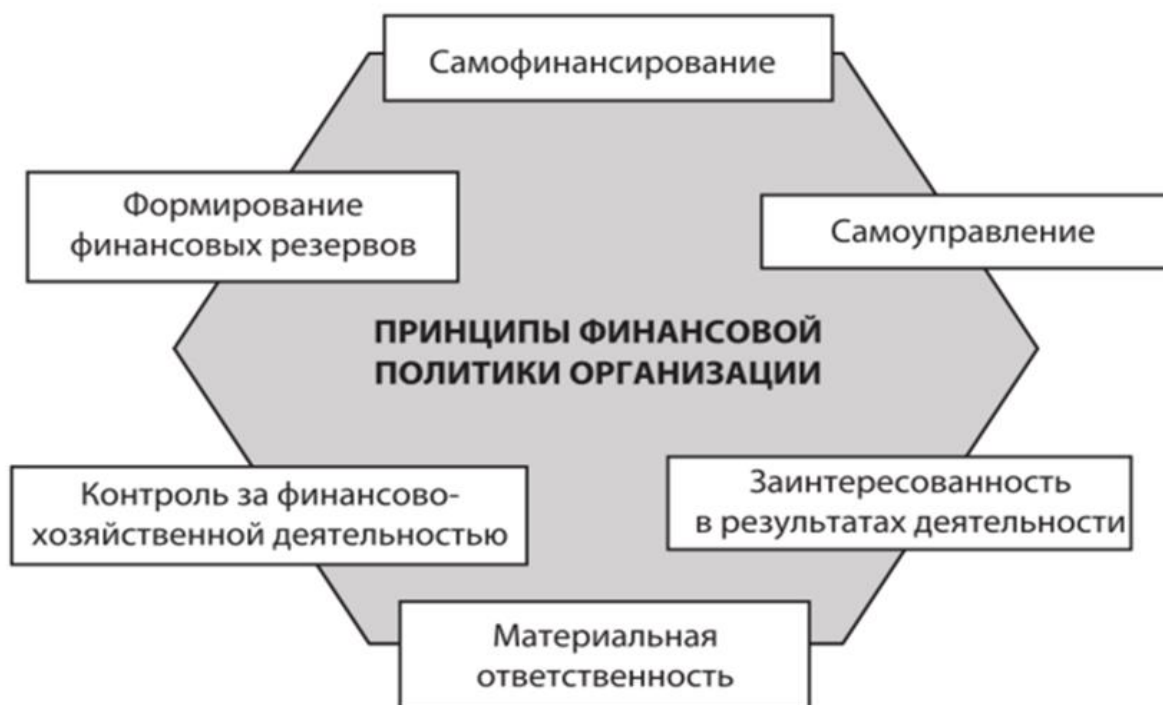 Самофинансирование
Формирование
финансовых резервов
Самоуправление
ПРИНЦИПЫ ФИНАНСОВОЙ
ПОЛИТИКИ ОРГАНИЗАЦИИ
Контроль за финансово-
хозяйственной деятельностью
Заинтересованность
в результатах деятельности
Материальная
ответственность